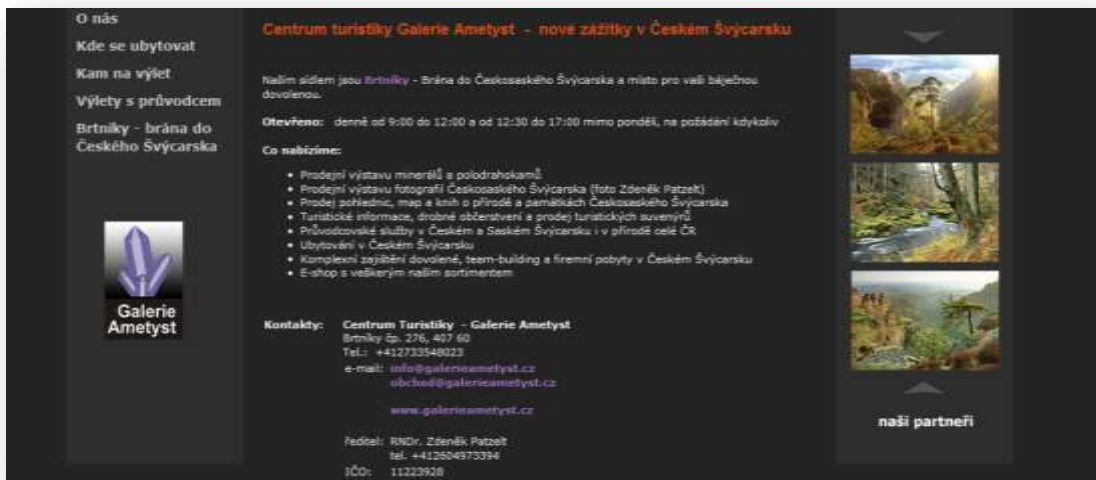 O nás
Kde se ubytovat
Kam na výlet
Výlety s průvodcem
Brtníky - brána do
Českého Švýcarska
Galerie
Ametyst
Centrum turistiky Galerie Ametyst - nové zážitky v Českém Švýcarsku
Naším sídlem jsou Brtníky - Brána do Českosaského Švýcarska a místo pro vaši báječnou
dovolenou.
Otevřeno: denně od 9:00 do 12:00 a od 12:30 do 17:00 mimo pondělí, na požádání kdykoliv
Co nabízíme:
• Prodejní výstavu minerálů a polodrahokamů
• Prodejní výstavu fotografií Českosaského Švýcarska (foto Zdeněk Patzelt)
• Prodej pohlednic, map a knih o přírodě a památkách Českosaského Švýcarska
• Turistické informace, drobné občerstvení a prodej turistických suvenýrů
• Průvodcovské služby v Českém a Saském Švýcarsku i v přírodě celé ČR
• Ubytování v Českém Švýcarsku
• Komplexní zajištění dovolené, team-building a firemní pobyty v Českém Švýcarsku
• E-shop s veškerým naším sortimentem
Kontakty: Centrum Turistiky - Galerie Ametyst
Brtníky čp. 276, 407 60
Tel.: +412733548023
e-mail: info@galerieametyst.cz
obchod@galerieametyst.cz
www.galerieametyst.cz
ředitel: RNDr. Zdeněk Patzelt
tel. +412604973394
IČO: 11223928
naši partneři